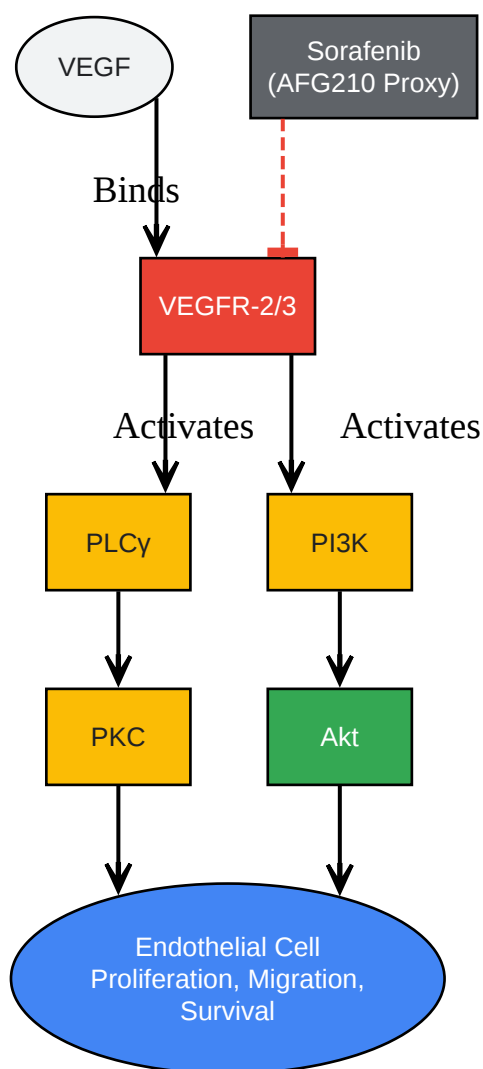 VEGF
Sorafenib
(AFG210 Proxy)
Binds
VEGFR-2/3
Activates
Activates
PLCγ
PI3K
PKC
Akt
Endothelial Cell
Proliferation, Migration,
Survival